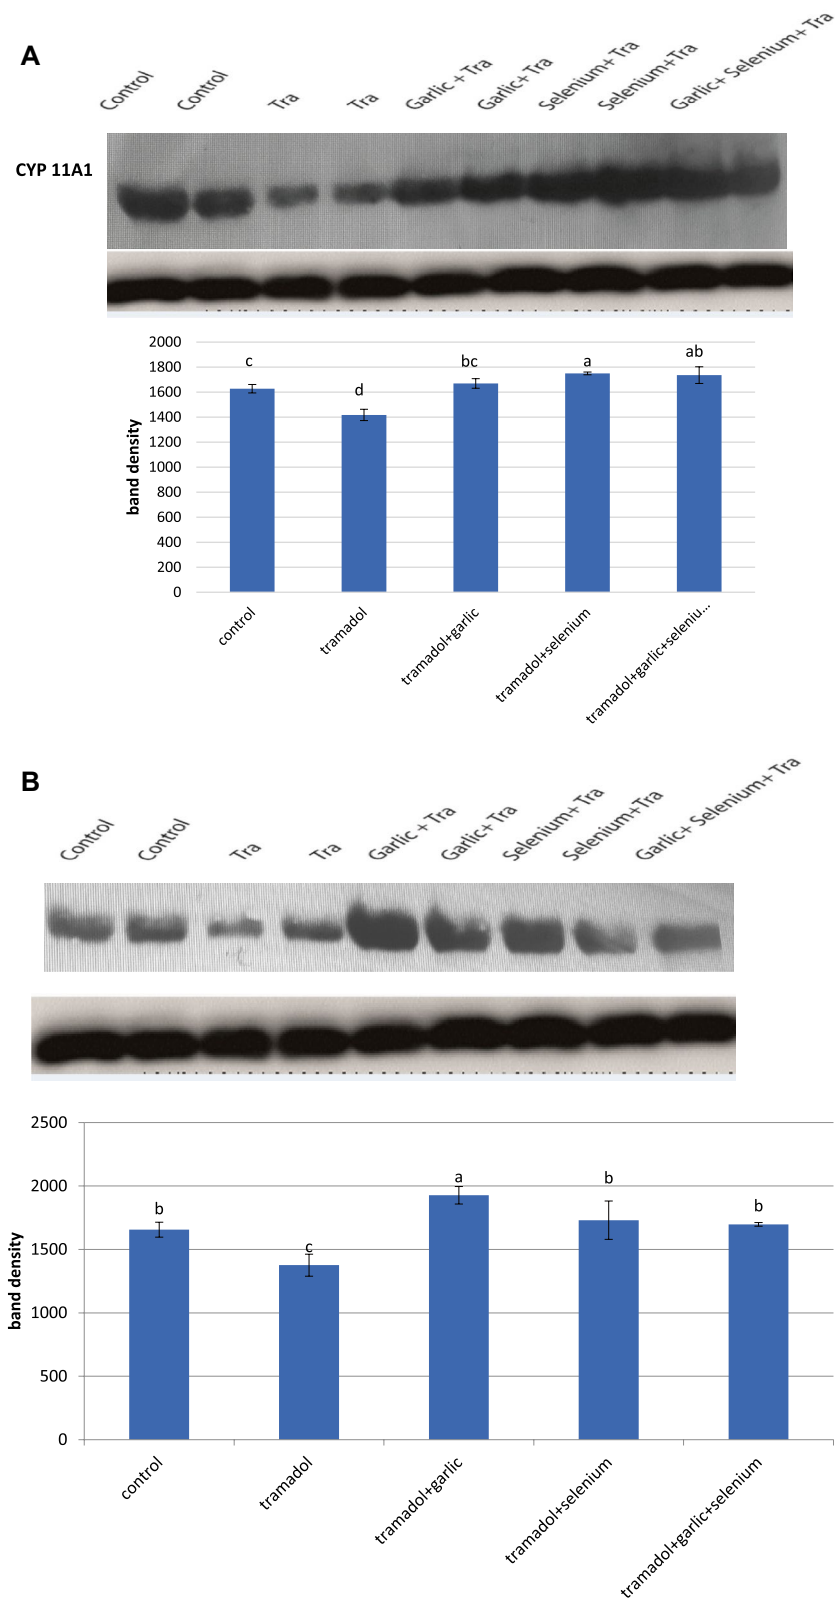 A
Control
Control
Tra
Tra
Garlic + Tra
Garlic+ Tra
Selenium+ Tra
Selenium+Tra
Garlic+ Selenium+ Tra
CYP 11A1
2000
1800
1600
1400
1200
1000
800
600
400
200
0
band density
c
d
bc
a
ab
control
tramadol
tramadol+garlic
tramadol+selenium
tramadol+garlic+seleniu...
B
Control
Control
Tra
Tra
Garlic + Tra
Garlic+ Tra
Selenium+ Tra
Selenium+Tra
Garlic+ Selenium+ Tra
2500
2000
1500
1000
500
0
band density
b
c
a
b
b
control
tramadol
tramadol+garlic
tramadol+selenium
tramadol+garlic+selenium